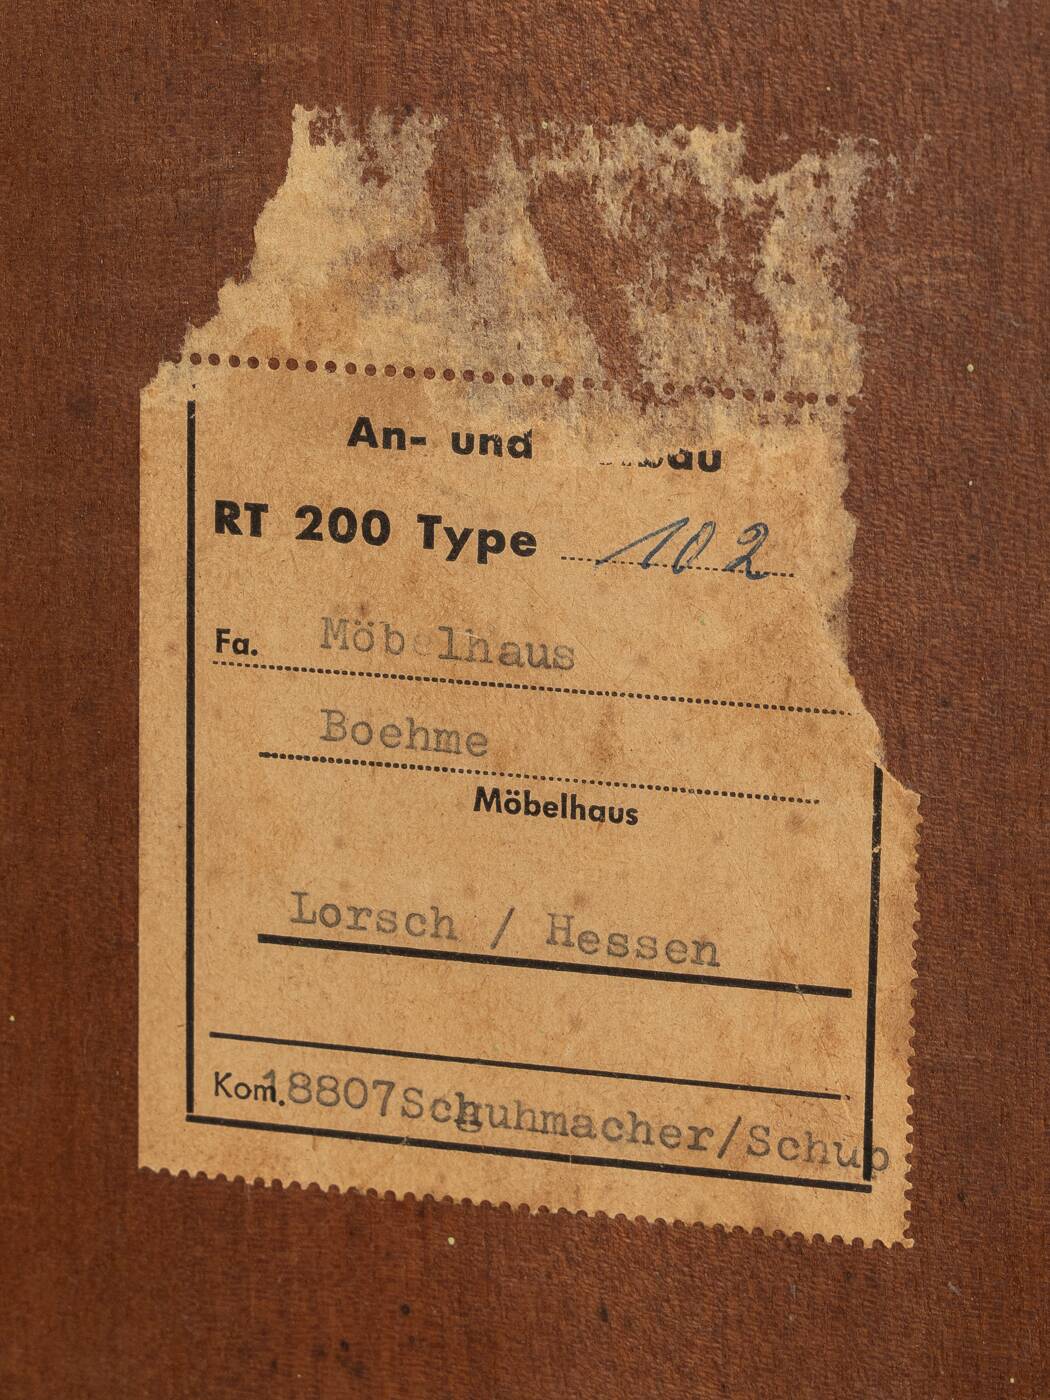 An- und
RT 200 Type 102
Fa. Möbelhaus
Boehme
Möbelhaus
Lorsch / Hessen
Kom. 18807Schuhmacher/Schup